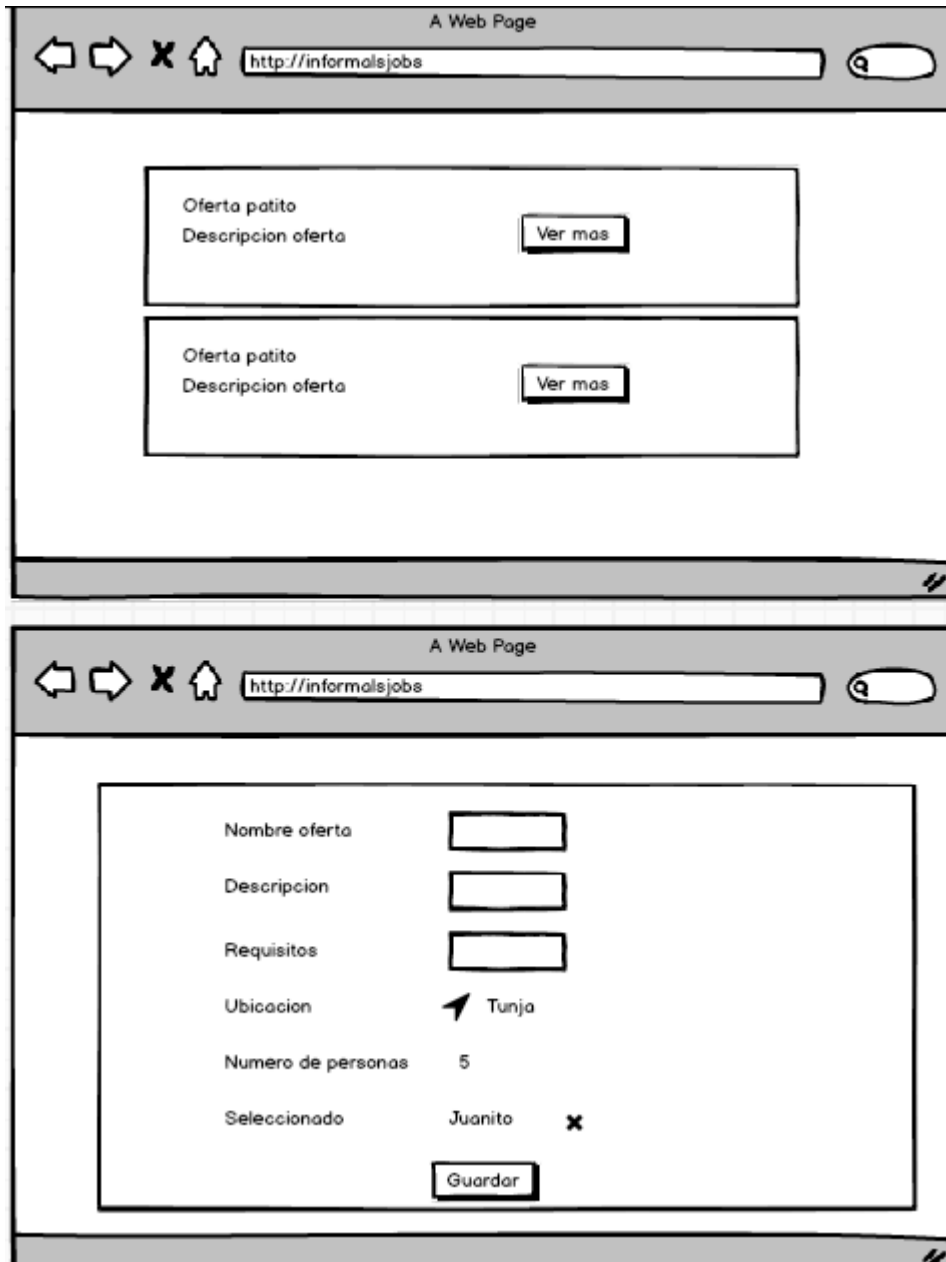 A Web Page
http://informalsjobs
Oferta patito
Descripcion oferta
Ver mas
Oferta patito
Descripcion oferta
Ver mas
A Web Page
http://informalsjobs
Nombre oferta
Descripcion
Requisitos
Ubicacion Tunja
Numero de personas 5
Seleccionado Juanito
Guardar